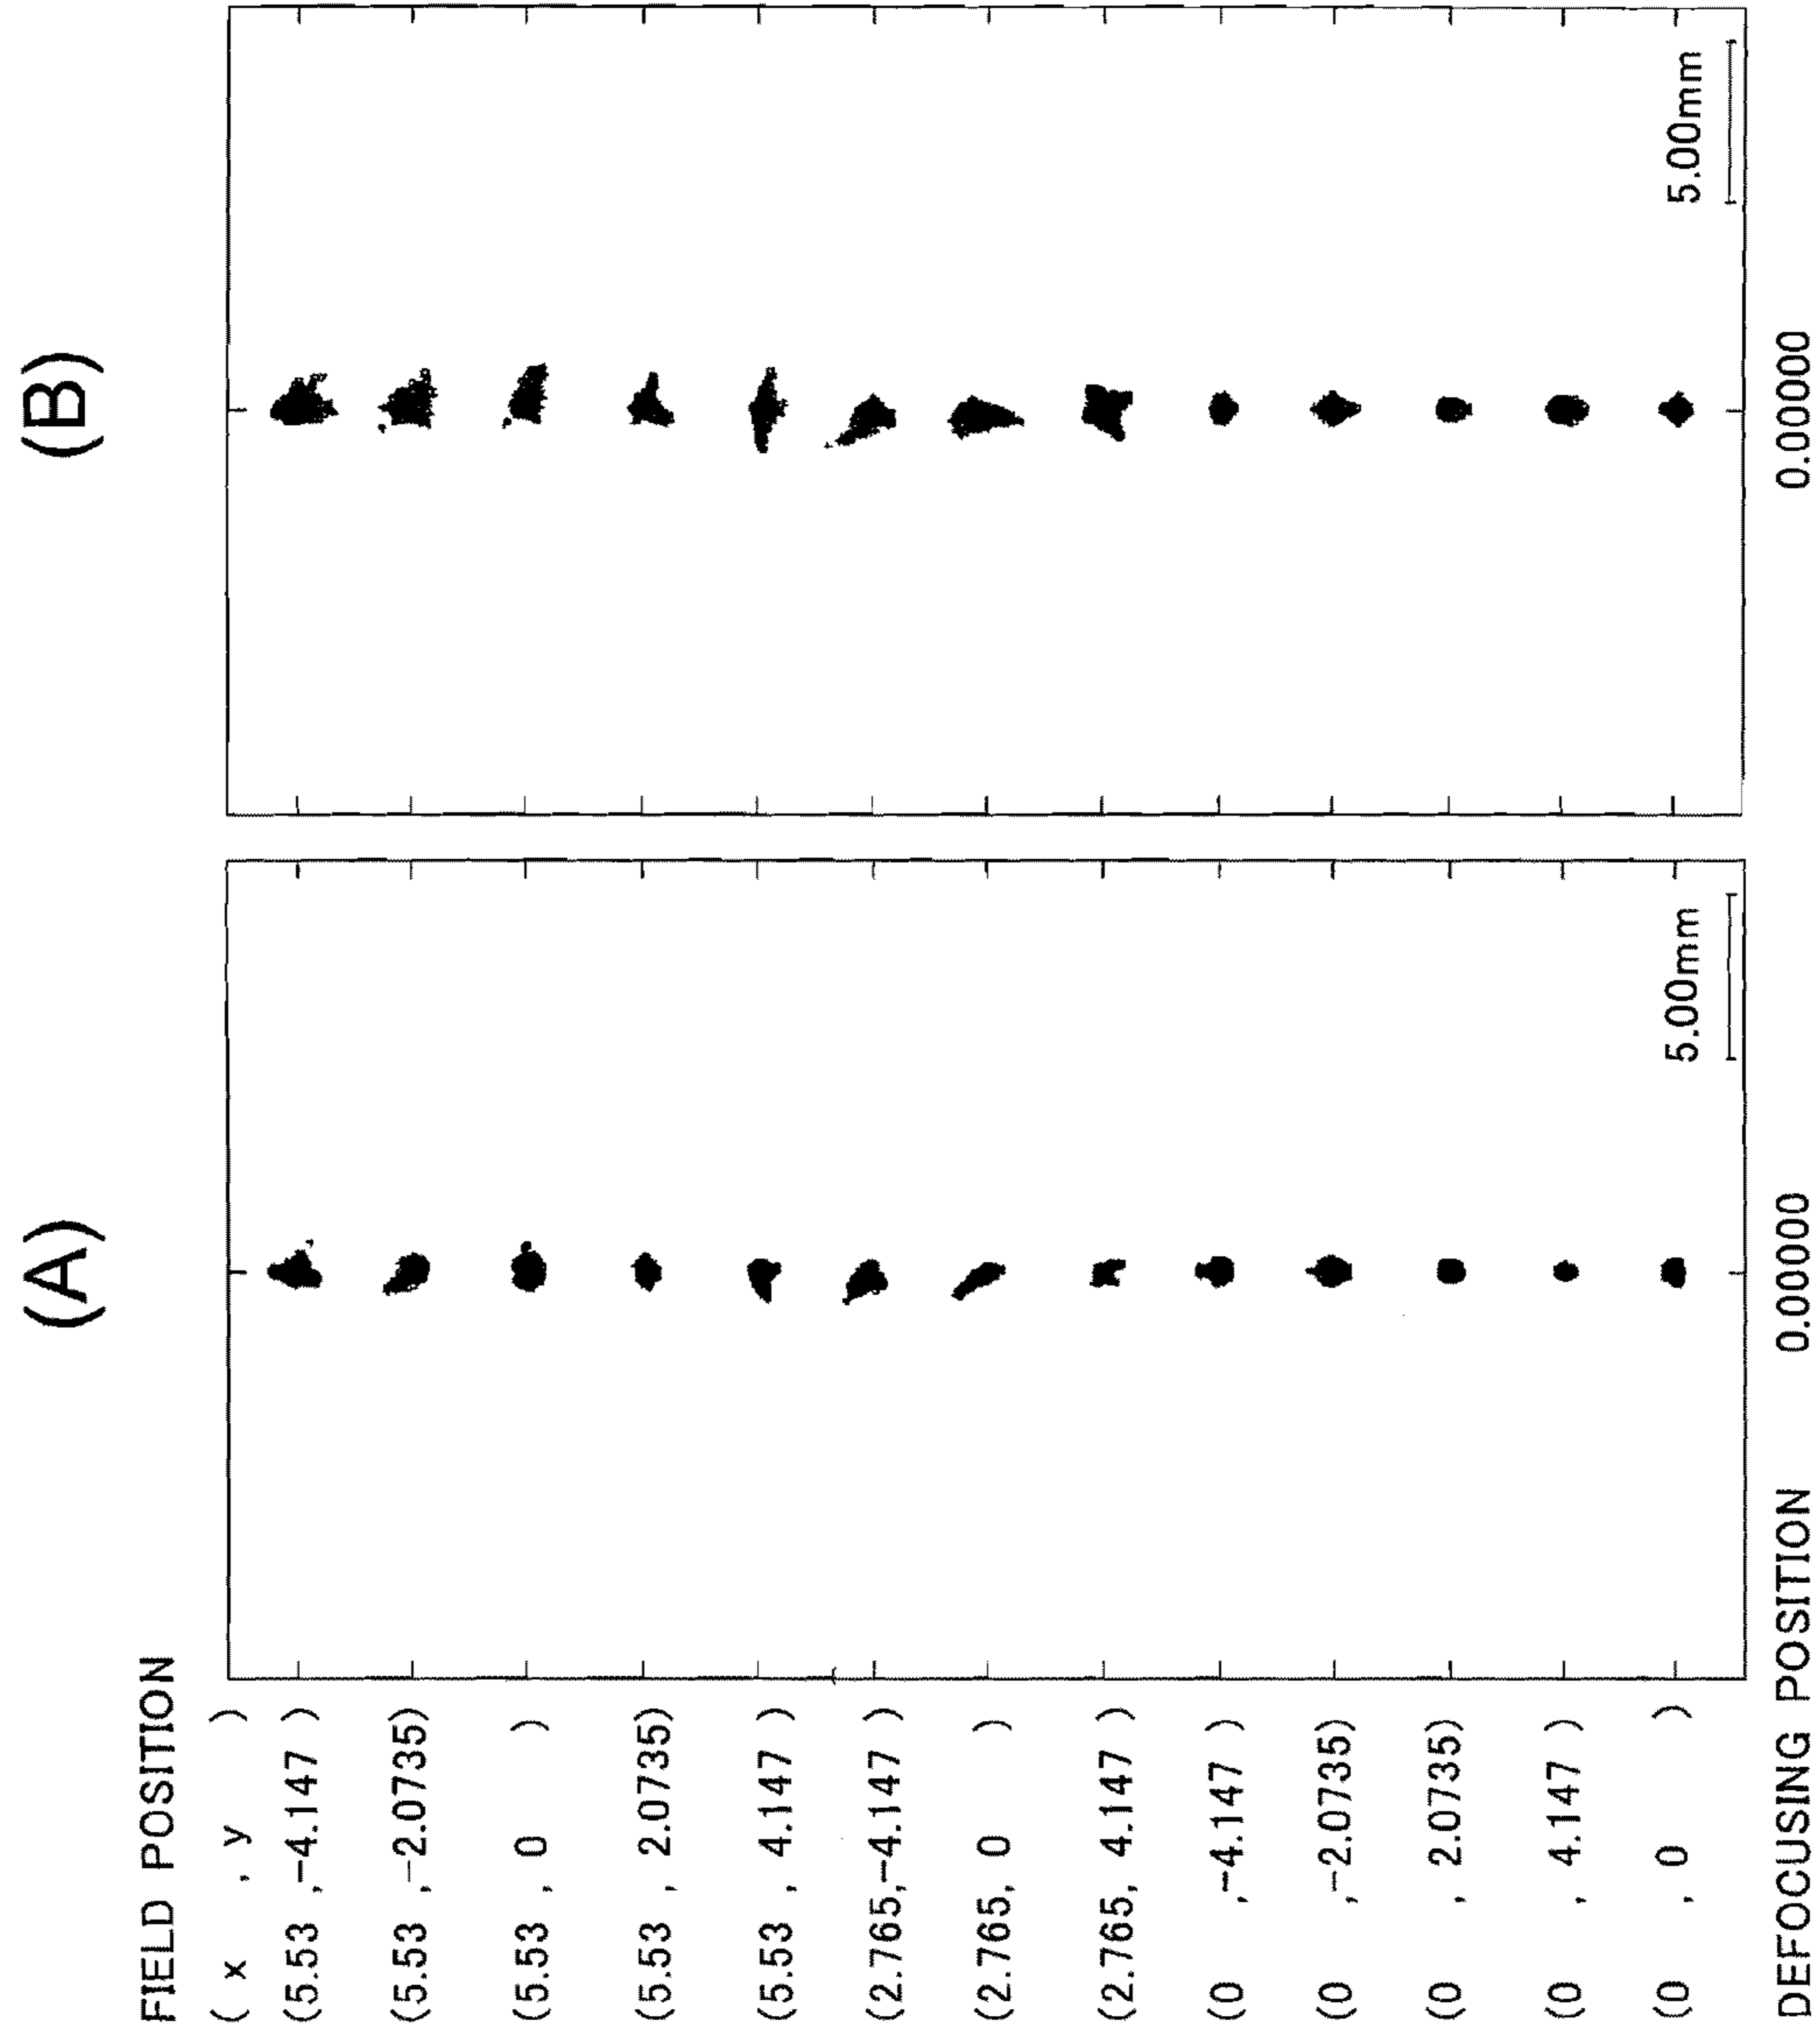 (A) (B)
FIELD POSITION
( x , y )
(5.53 ,-4.147 )
(5.53 ,-2.0735)
(5.53 , 0 )
(5.53 , 2.0735)
(5.53 , 4.147 )
(2.765,-4.147 )
(2.765, 0 )
(2.765, 4.147 )
(0 ,-4.147 )
(0 ,-2.0735)
(0 , 2.0735)
(0 , 4.147 )
(0 , 0 )
5.00mm 5.00mm
DEFOCUSING POSITION 0.00000 0.00000